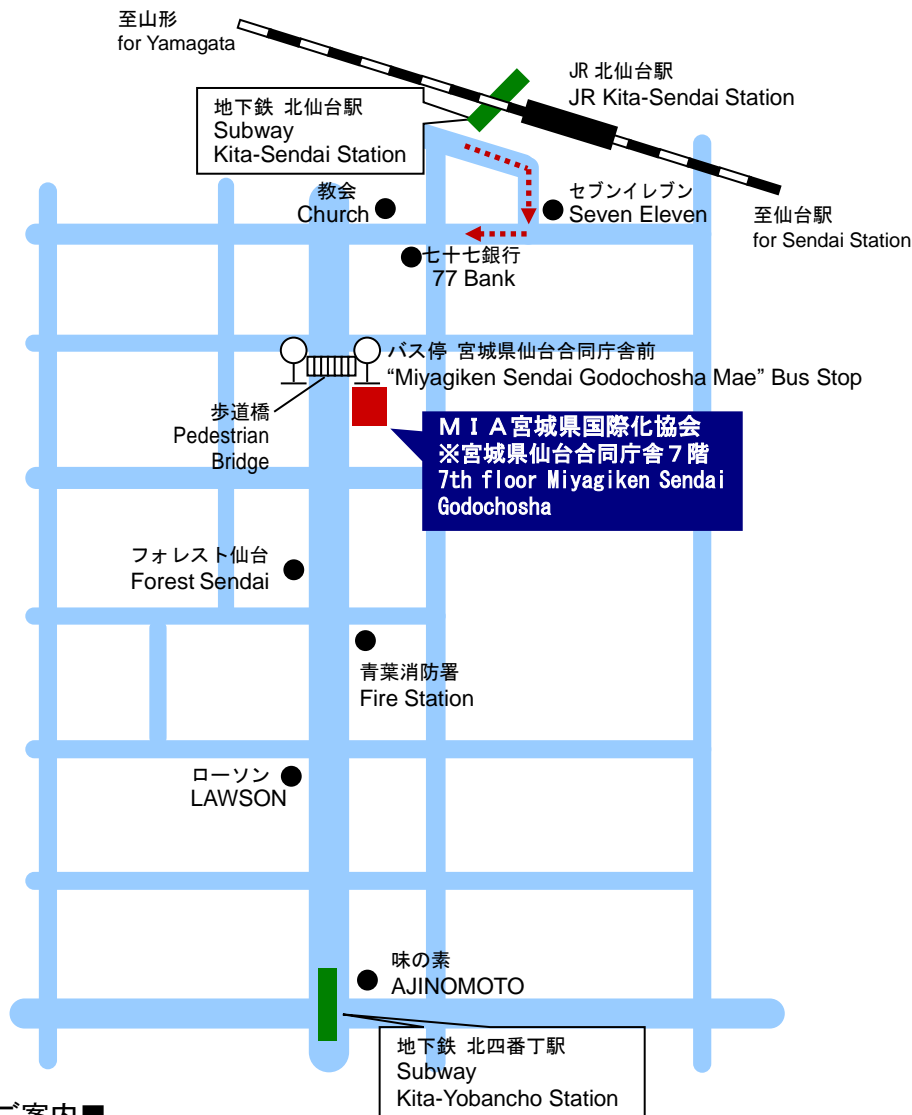 至山形
for Yamagata
JR 北仙台駅
JR Kita-Sendai Station
地下鉄 北仙台駅
Subway
Kita-Sendai Station
教会
Church
セブンイレブン
Seven Eleven
至仙台駅
for Sendai Station
七十七銀行
77 Bank
バス停 宮城県仙台合同庁舎前
“Miyagiken Sendai Godochosha Mae” Bus Stop
歩道橋
Pedestrian
Bridge
ＭＩＡ宮城県国際化協会
※宮城県仙台合同庁舎７階
7th floor Miyagiken Sendai
Godochosha
フォレスト仙台
Forest Sendai
青葉消防署
Fire Station
ローソン
LAWSON
味の素
AJINOMOTO
地下鉄 北四番丁駅
Subway
Kita-Yobancho Station
ご案内■